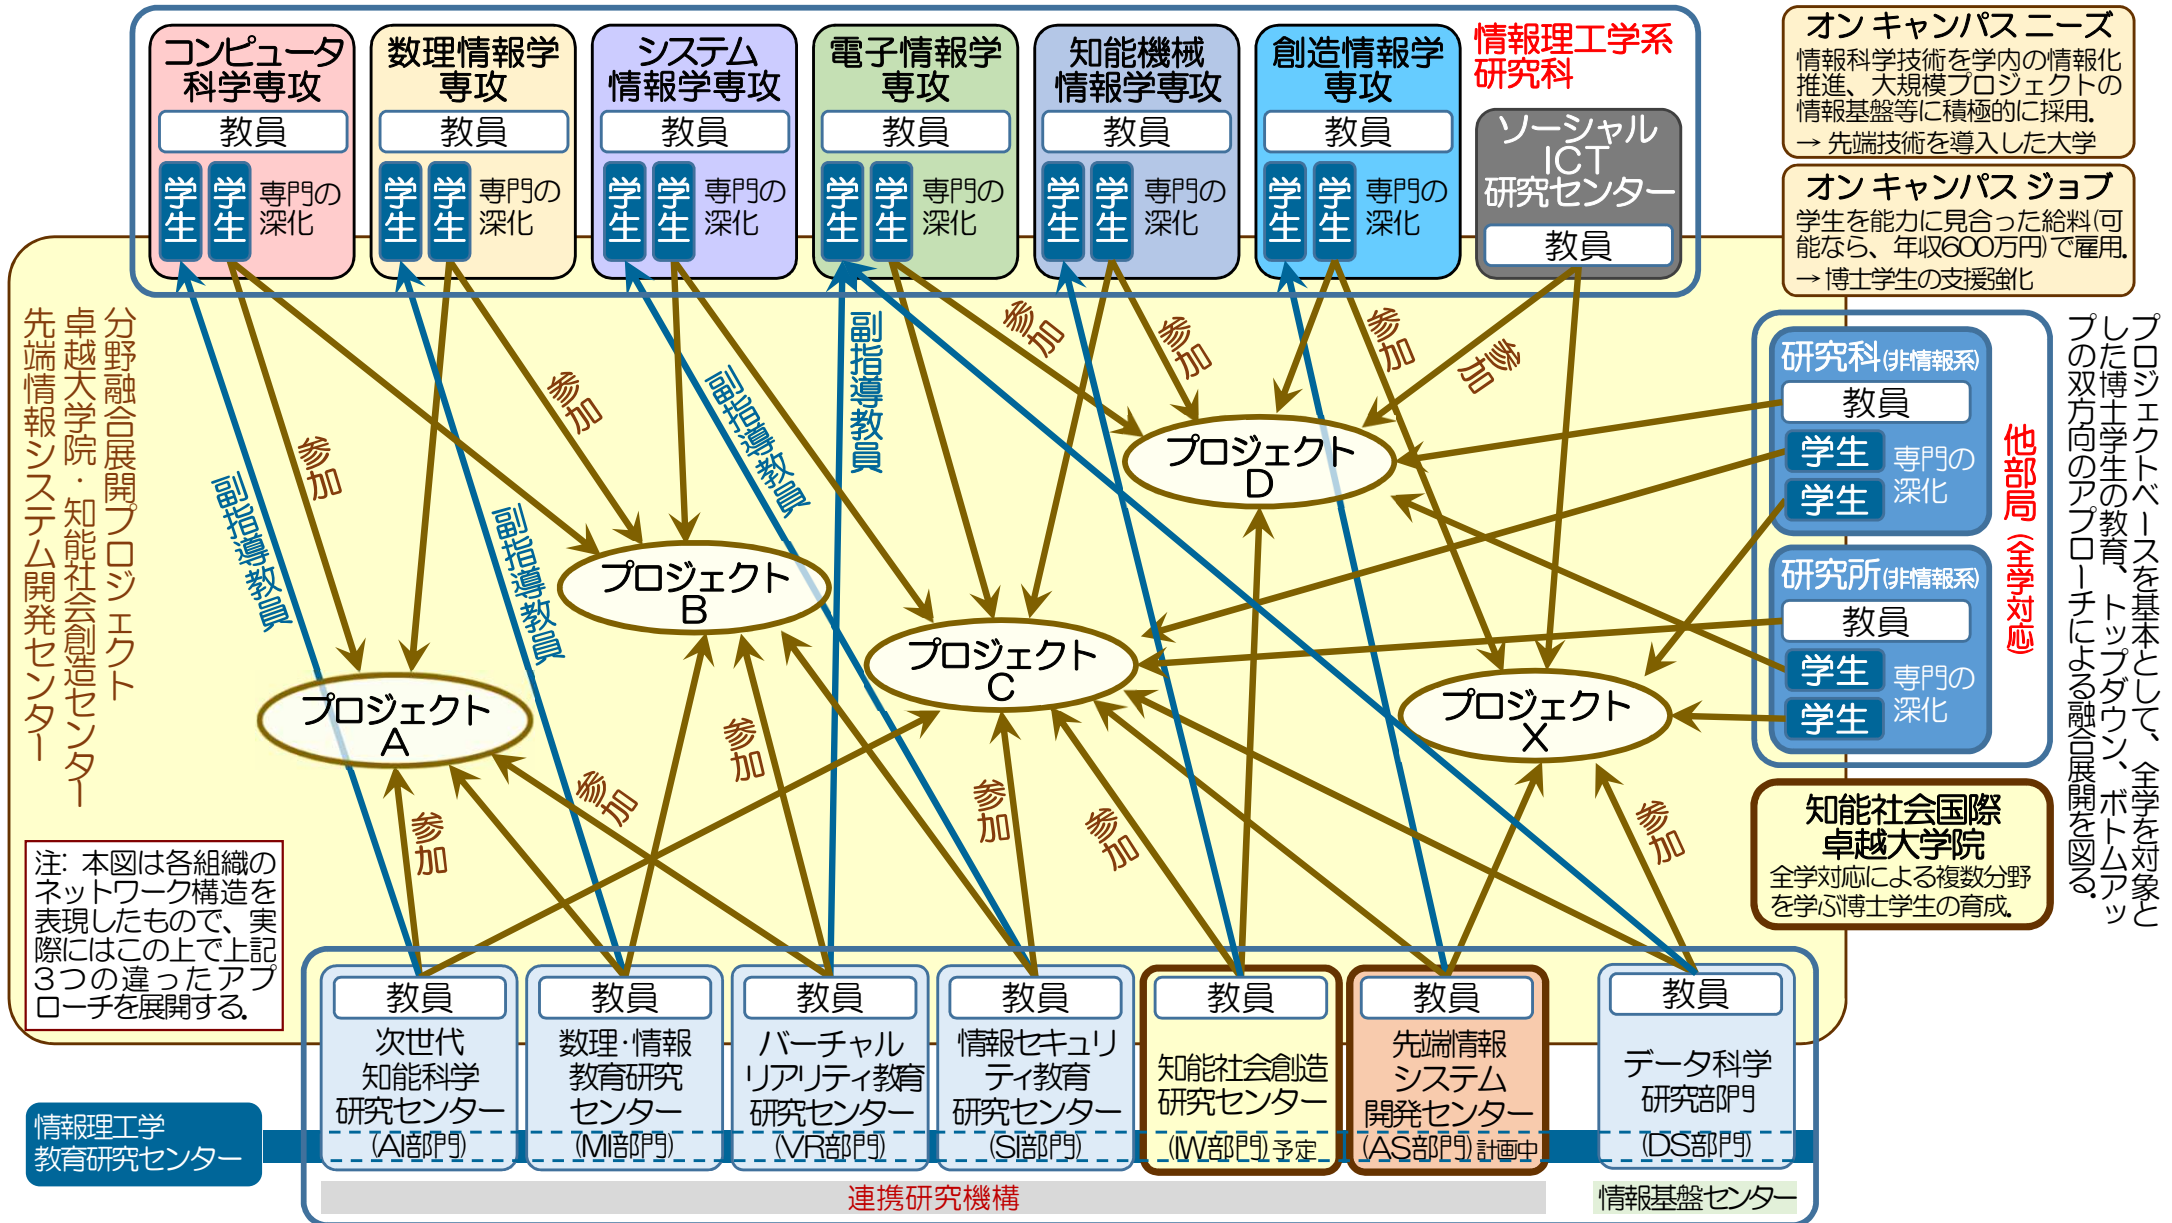 コンピュータ
科学専攻
教員
学生
学生
専門の
深化
数理情報学
専攻
教員
学生
学生
専門の
深化
システム
情報学専攻
教員
学生
学生
専門の
深化
電子情報学
専攻
教員
学生
学生
専門の
深化
知能機械
情報学専攻
教員
学生
学生
専門の
深化
創造情報学
専攻
教員
学生
学生
専門の
深化
情報理工学系
研究科
ソーシャル
ICT
研究センター
教員
オン キャンパス ニーズ
情報科学技術を学内の情報化
推進、大規模プロジェクトの
情報基盤等に積極的に採用。
→ 先端技術を導入した大学
オン キャンパス ジョブ
学生を能力に見合った給料(可
能なら、年収600万円)で雇用。
→ 博士学生の支援強化
分野融合展開プロジェクト
卓越大学院・知能社会創造センター
先端情報システム開発センター
副指導教員
参加
副指導教員
参加
副指導教員
副指導教員
参加
参加
参加
参加
プロジェクト
A
プロジェクト
B
プロジェクト
C
プロジェクト
D
プロジェクト
X
参加
参加
参加
参加
参加
参加
研究科(非情報系)
教員
学生
学生
専門の
深化
研究所(非情報系)
教員
学生
学生
専門の
深化
他部局(全学対応)
プロジェクトベースを基本として、全学を対象と
した博士学生の教育、トップダウン、ボトムアッ
プの双方向のアプローチによる融合展開を図る。
知能社会国際
卓越大学院
全学対応による複数分野
を学ぶ博士学生の育成。
注: 本図は各組織の
ネットワーク構造を
表現したもので、実
際にはこの上で上記
3つの違ったアプ
ローチを展開する。
教員
次世代
知能科学
研究センター
(AI部門)
教員
数理・情報
教育研究
センター
(MI部門)
教員
バーチャル
リアリティ教育
研究センター
(VR部門)
教員
情報セキュリ
ティ教育
研究センター
(SI部門)
教員
知能社会創造
研究センター
(IW部門)予定
教員
先端情報
システム
開発センター
(AS部門)計画中
教員
データ科学
研究部門
(DS部門)
情報理工学
教育研究センター
連携研究機構
情報基盤センター